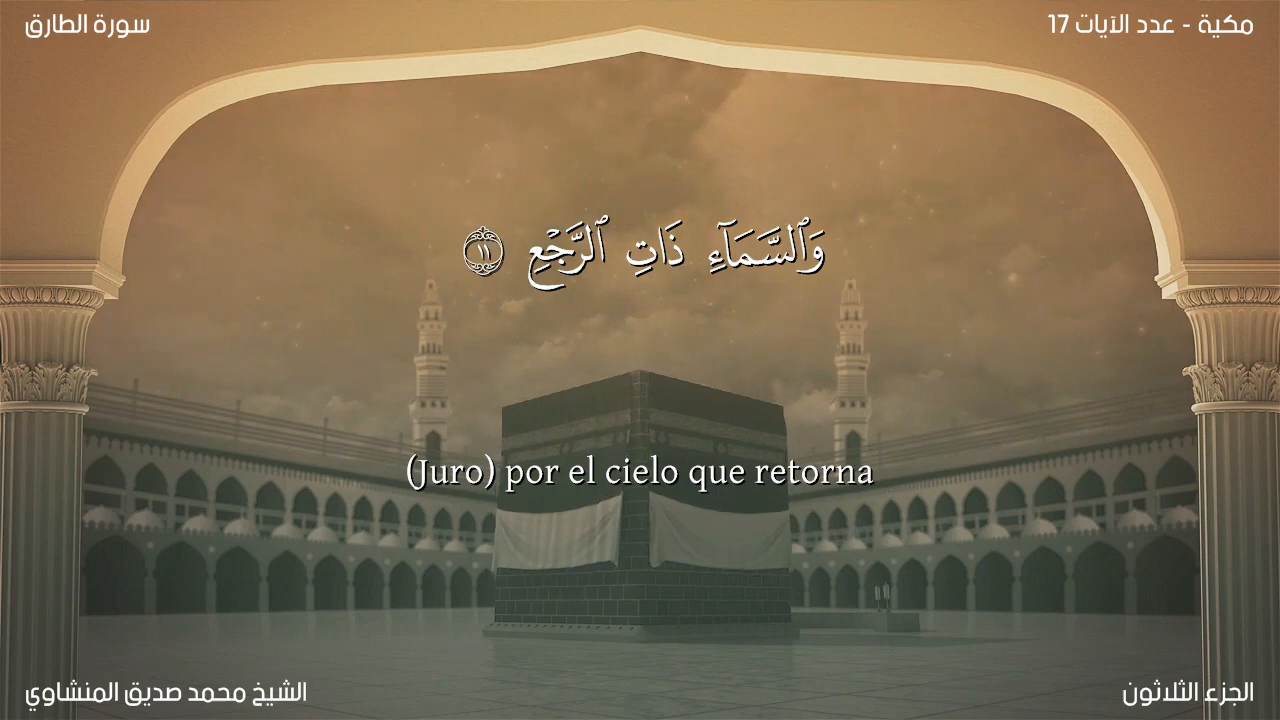 سورة الطارق
مكية - عدد الآيات 17
وَٱلسَّمَآءِ ذَاتِ ٱلرَّجْعِ ١١
(Juro) por el cielo que retorna
الشيخ محمد صديق المنشاوي
الجزء الثلاثون